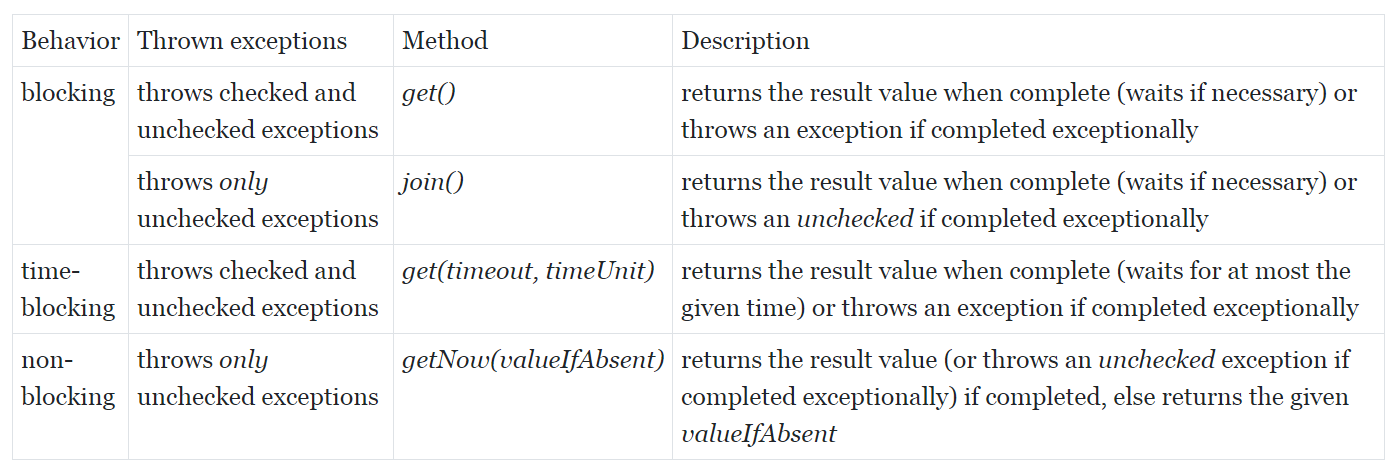 Behavior Thrown exceptions Method Description
blocking throws checked and get() returns the result value when complete (waits if necessary) or
unchecked exceptions throws an exception if completed exceptionally
throws only join() returns the result value when complete (waits if necessary) or
unchecked exceptions throws an unchecked if completed exceptionally
time- throws checked and get(timeout, timeUnit) returns the result value when complete (waits for at most the
blocking unchecked exceptions given time) or throws an exception if completed exceptionally
non- throws only getNow(valueIfAbsent) returns the result value (or throws an unchecked exception if
blocking unchecked exceptions completed exceptionally) if completed, else returns the given
valueIfAbsent